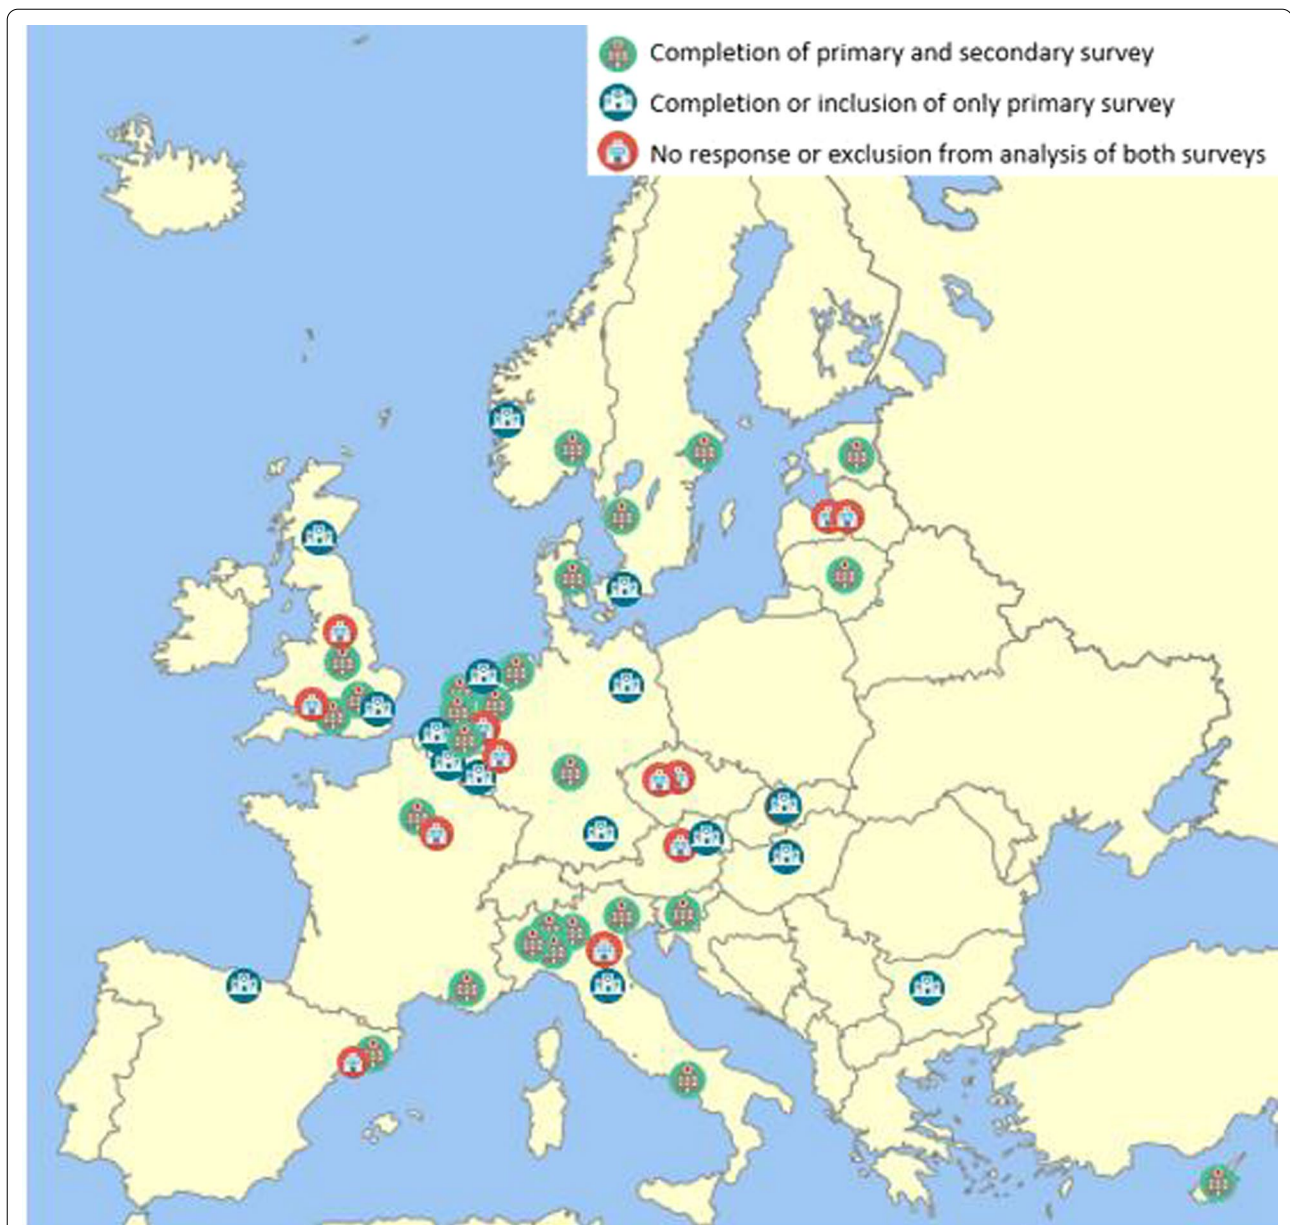 Completion of primary and secondary survey
Completion or inclusion of only primary survey
No response or exclusion from analysis of both surveys